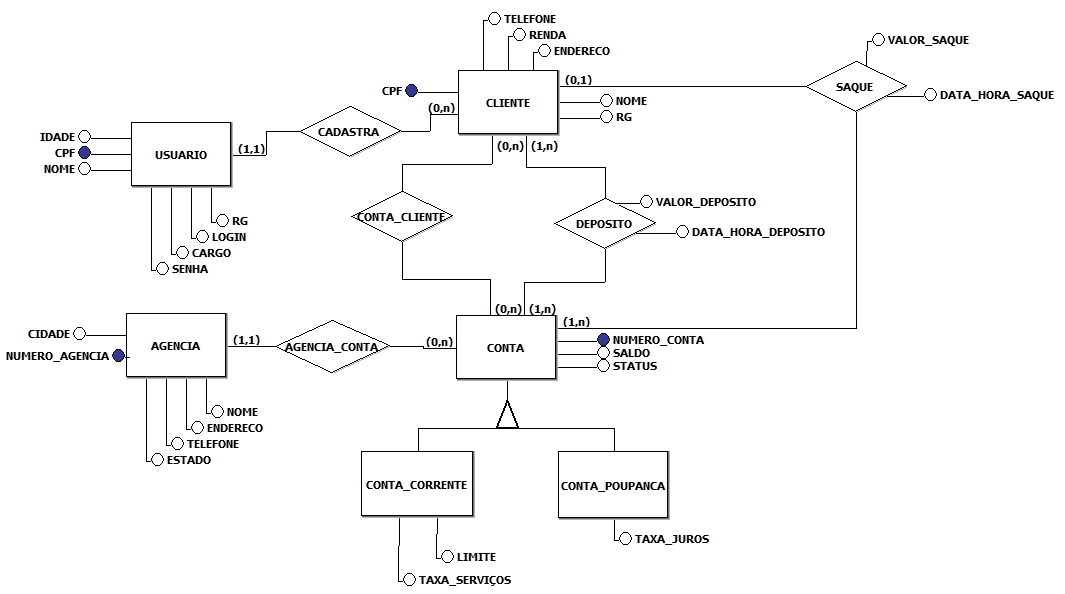 TELEFONE
RENDA
ENDERECO
VALOR_SAQUE
CPF
CLIENTE
(0,1)
(0,n)
NOME
RG
SAQUE
DATA_HORA_SAQUE
IDADE
CPF
NOME
USUARIO
(1,1)
CADASTRA
(0,n)
(1,n)
RG
LOGIN
CARGO
SENHA
CONTA_CLIENTE
DEPOSITO
VALOR_DEPOSITO
DATA_HORA_DEPOSITO
CIDADE
NUMERO_AGENCIA
AGENCIA
(1,1)
AGENCIA_CONTA
(0,n)
(0,n)
(1,n)
(1,n)
CONTA
NUMERO_CONTA
SALDO
STATUS
NOME
ENDERECO
TELEFONE
ESTADO
CONTA_CORRENTE
CONTA_POUPANCA
TAXA_JUROS
LIMITE
TAXA_SERVIÇOS